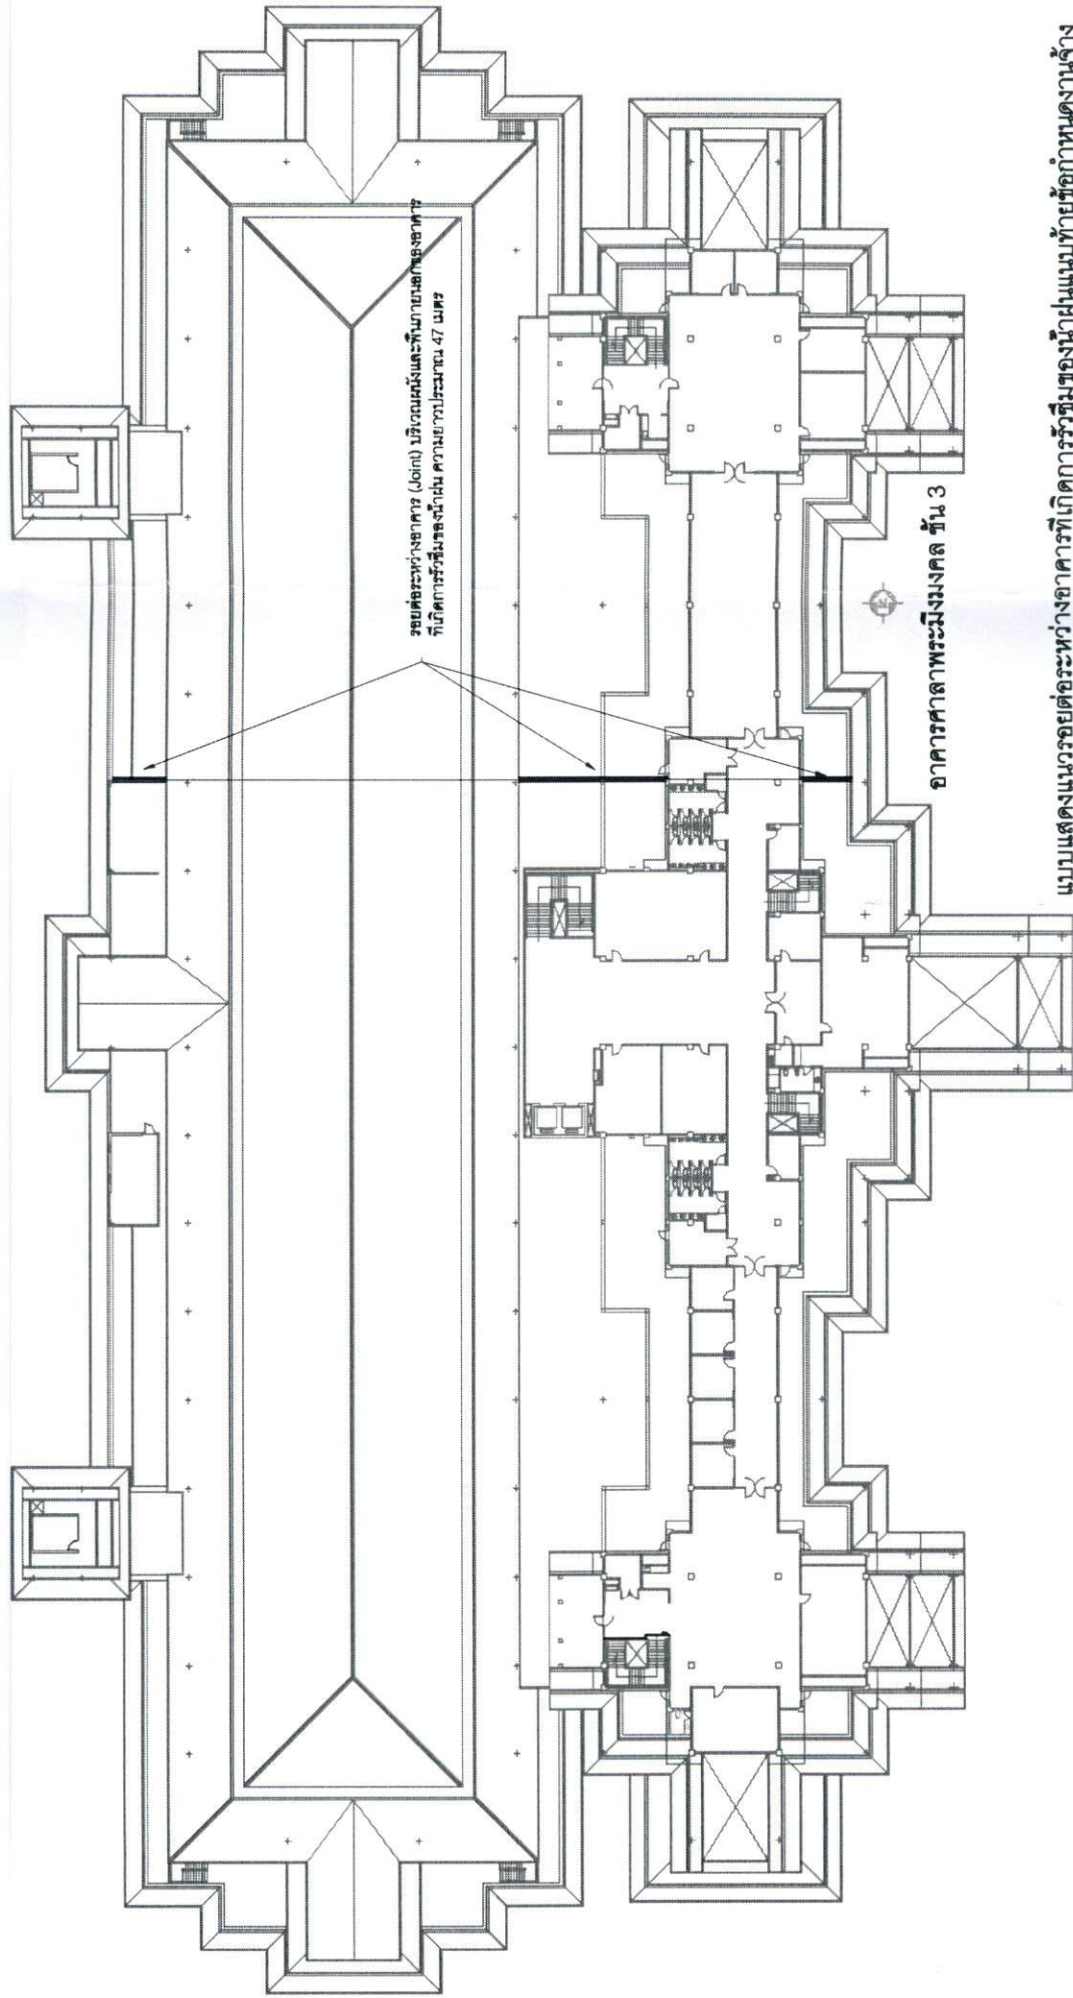 รอยต่อระหว่างอาคาร (Joint) บริเวณผนังและพื้นภายนอกของอาคาร
ที่เกิดการรั่วซึมของน้ำฝน ความยาวประมาณ 47 เมตร
อาคารศาลาพระมิ่งมงคล ชั้น 3
แบบแสดงแนวรอยต่อระหว่างอาคารที่เกิดการรั่วซึมของน้ำฝนแนบท้ายข้อกำหนดงานจ้าง